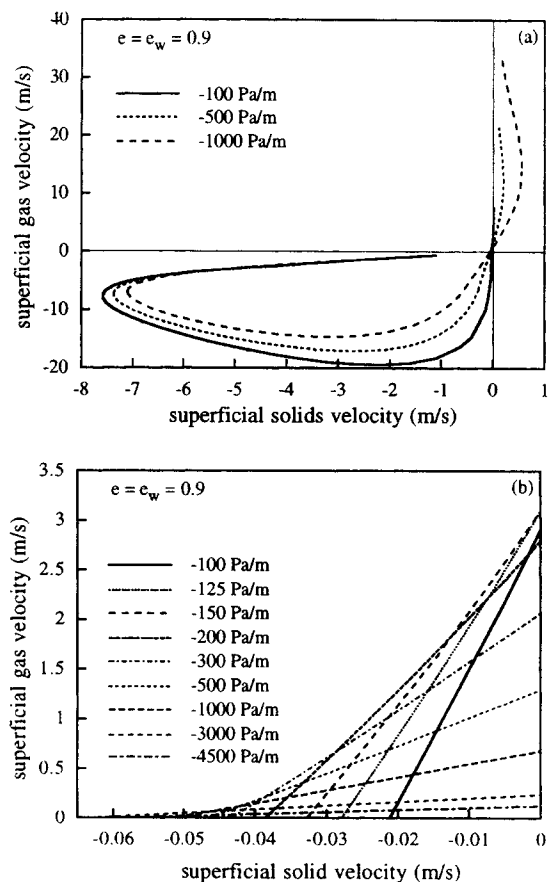 (a)
e = e_w = 0.9
-100 Pa/m
-500 Pa/m
-1000 Pa/m
superficial gas velocity (m/s)
40
30
20
10
0
-10
-20
-8 -7 -6 -5 -4 -3 -2 -1 0 1
superficial solids velocity (m/s)
(b)
e = e_w = 0.9
-100 Pa/m
-125 Pa/m
-150 Pa/m
-200 Pa/m
-300 Pa/m
-500 Pa/m
-1000 Pa/m
-3000 Pa/m
-4500 Pa/m
superficial gas velocity (m/s)
3.5
3
2.5
2
1.5
1
0.5
0
-0.06 -0.05 -0.04 -0.03 -0.02 -0.01 0
superficial solid velocity (m/s)